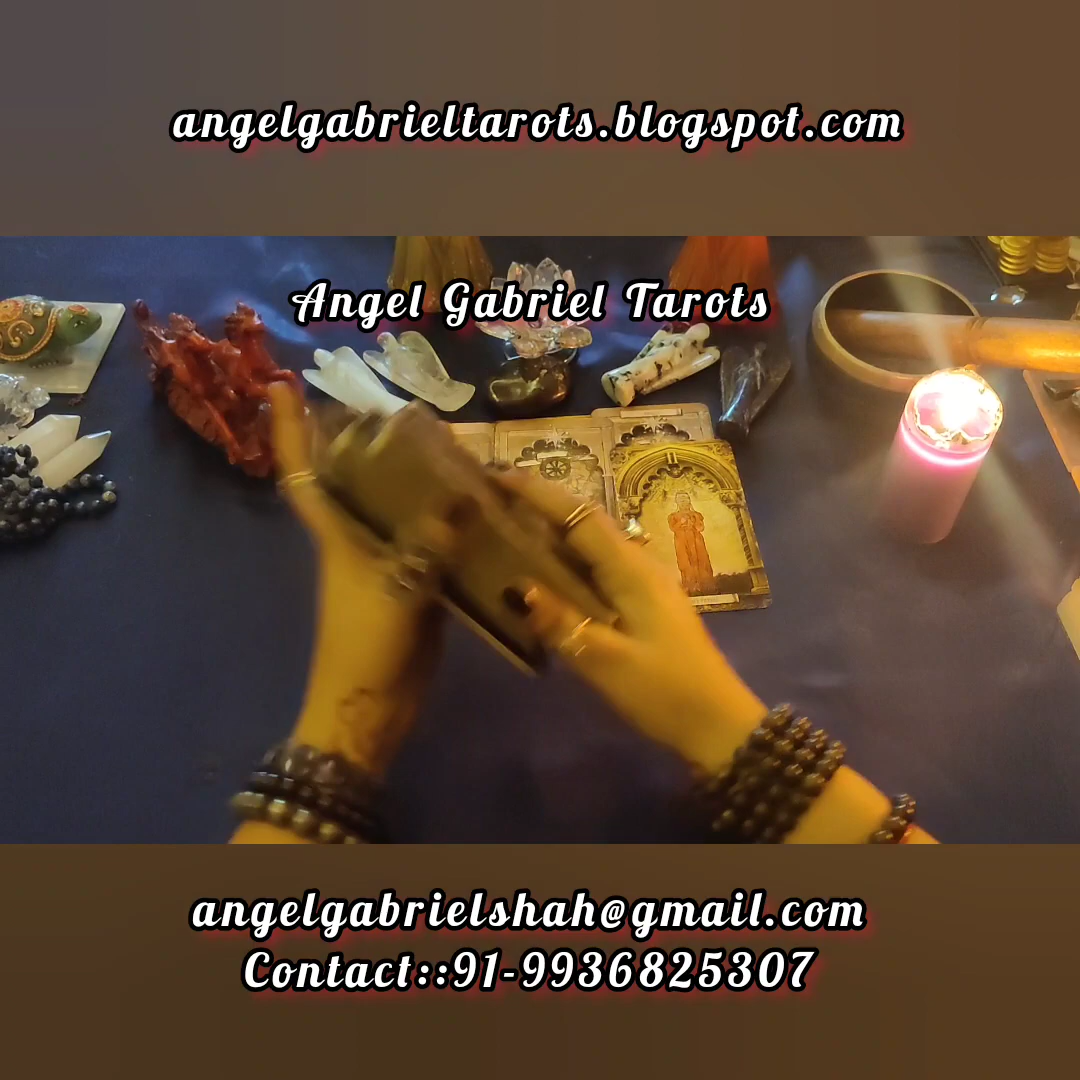 angelgabrieltarots.blogspot.com
Angel Gabriel Tarots
angelgabrielshah@gmail.com
Contact::91-9936825307